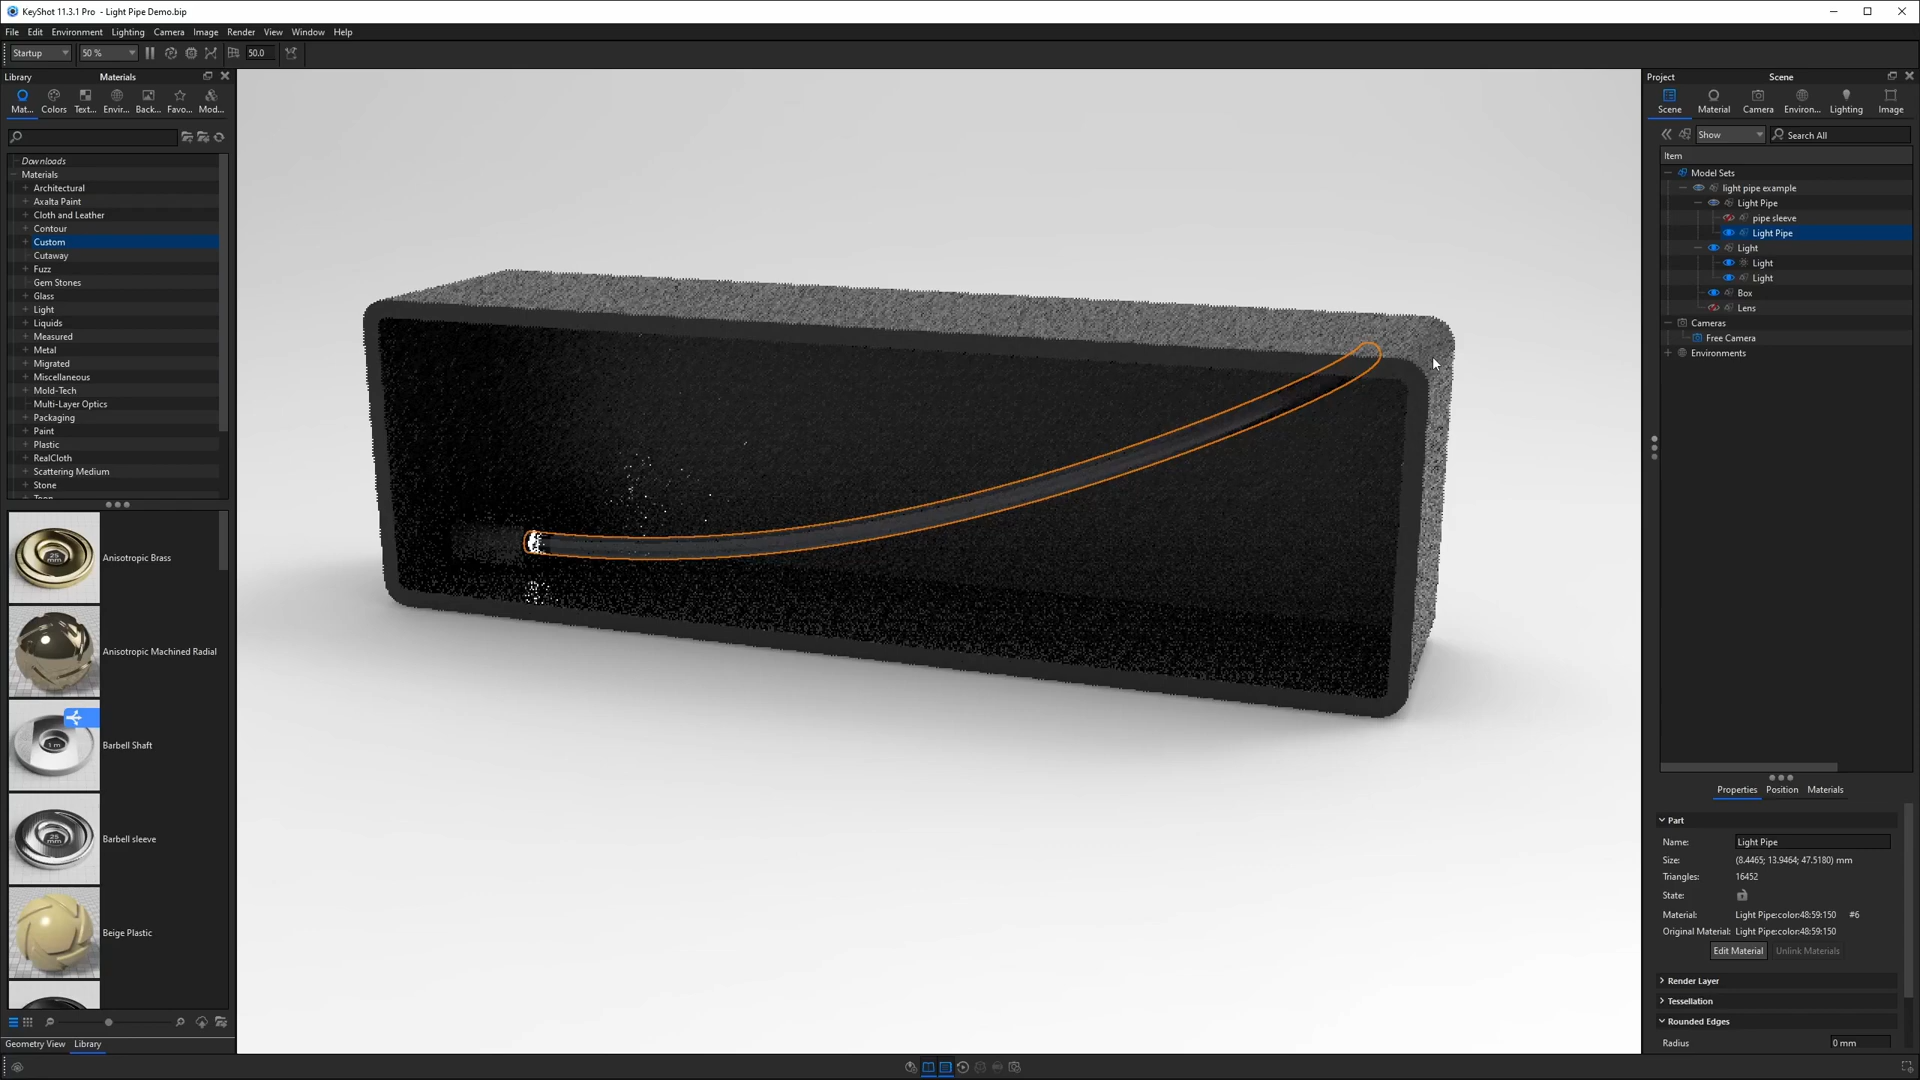 KeyShot 11.3.1 Pro - Light Pipe Demo.bip
File Edit Environment Lighting Camera Image Render View Window Help
Startup 50 % 50.0
Library Materials
Mat... Colors Text... Envir... Back... Favo... Mod...
Downloads
Materials
Architectural
Axalta Paint
Cloth and Leather
Contour
Custom
Cutaway
Fuzz
Gem Stones
Glass
Light
Liquids
Measured
Metal
Migrated
Miscellaneous
Mold-Tech
Multi-Layer Optics
Packaging
Paint
Plastic
RealCloth
Scattering Medium
Stone
Toon
25 mm
Anisotropic Brass
Anisotropic Machined Radial
1 m
Barbell Shaft
25 mm
Barbell sleeve
Beige Plastic
Geometry View Library
Project Scene
Scene Material Camera Environ... Lighting Image
Show Search All
Item
Model Sets
light pipe example
Light Pipe
pipe sleeve
Light Pipe
Light
Light
Light
Box
Lens
Cameras
Free Camera
Environments
Properties Position Materials
Part
Name: Light Pipe
Size: (8.4465; 13.9464; 47.5180) mm
Triangles: 16452
State:
Material: Light Pipe:color:48:59:150 #6
Original Material: Light Pipe:color:48:59:150
Edit Material Unlink Materials
Render Layer
Tessellation
Rounded Edges
Radius 0 mm